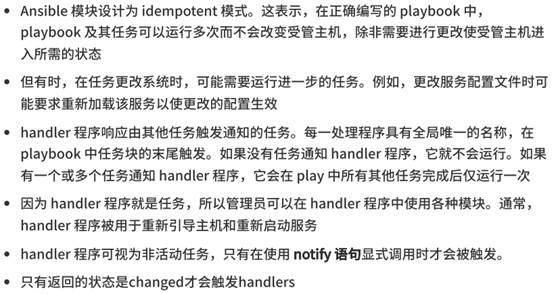 • Ansible 模块设计为 idempotent 模式。这表示，在正确编写的 playbook 中，
playbook 及其任务可以运行多次而不会改变受管主机，除非需要进行更改使受管主机进
入所需的状态
• 但有时，在任务更改系统时，可能需要运行进一步的任务。例如，更改服务配置文件时可
能要求重新加载该服务以使更改的配置生效
• handler 程序响应由其他任务触发通知的任务。每一处理程序具有全局唯一的名称，在
playbook 中任务块的末尾触发。如果没有任务通知 handler 程序，它就不会运行。如果
有一个或多个任务通知 handler 程序，它会在 play 中所有其他任务完成后仅运行一次
• 因为 handler 程序就是任务，所以管理员可以在 handler 程序中使用各种模块。通常，
handler 程序被用于重新引导主机和重新启动服务
• handler 程序可视为非活动任务，只有在使用 notify 语句显式调用时才会被触发。
• 只有返回的状态是changed才会触发handlers